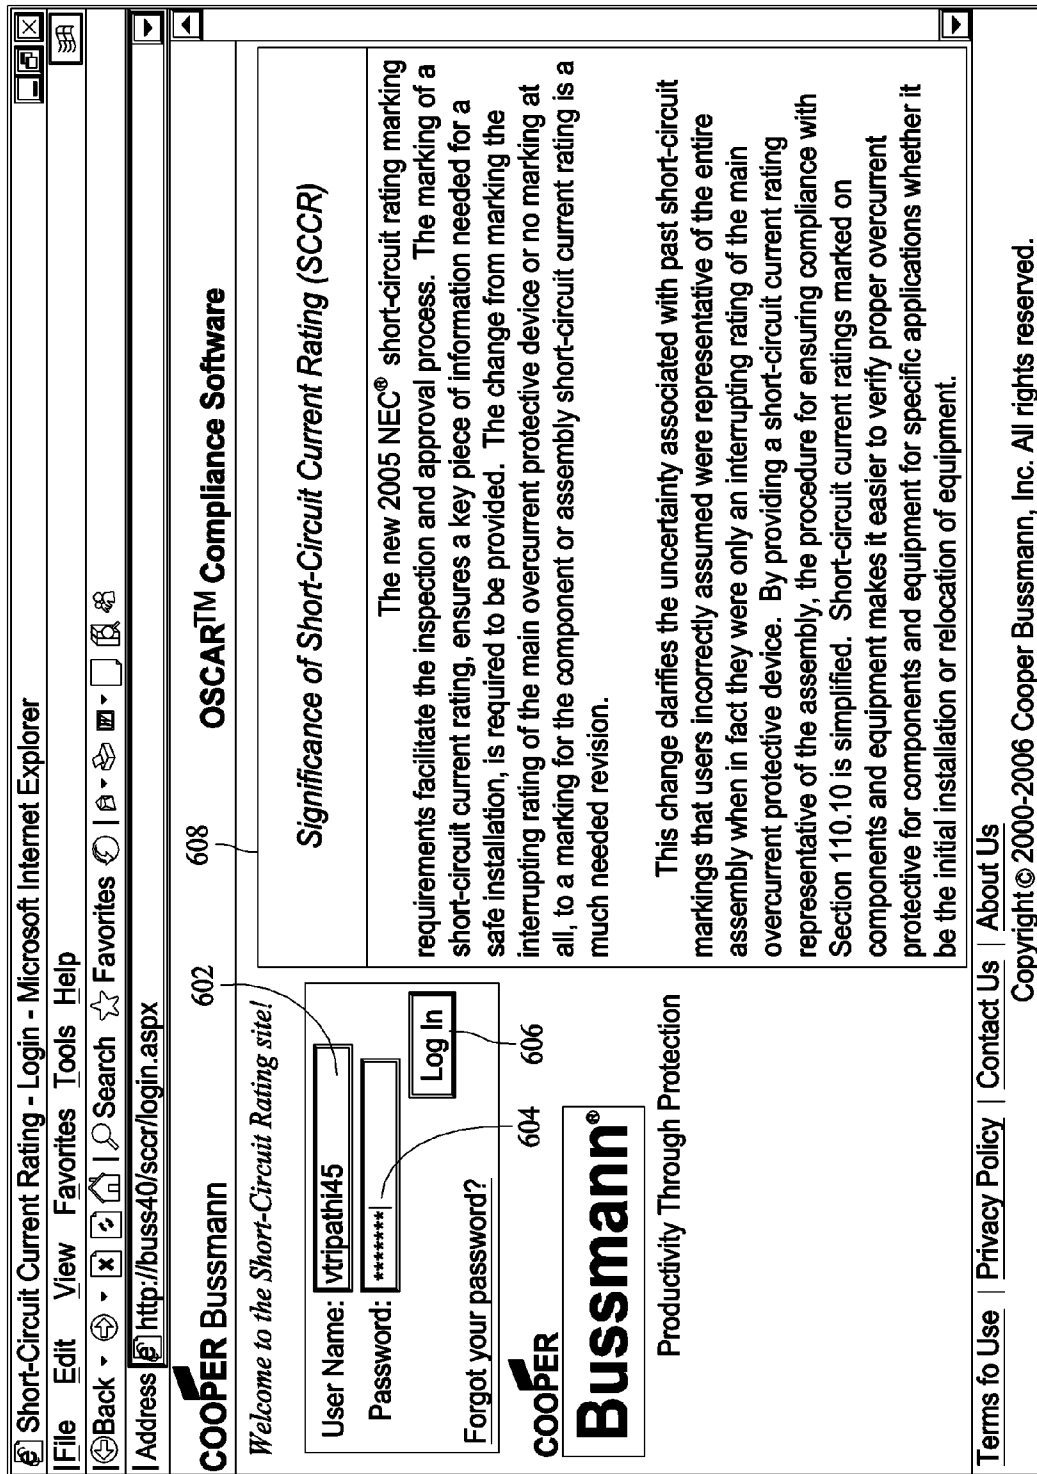 Short-Circuit Current Rating - Login - Microsoft Internet Explorer
File Edit View Favorites Tools Help
Back Search Favorites
Address http://buss40/sccr/login.aspx
COOPER Bussmann
OSCAR™ Compliance Software
602
608
Welcome to the Short-Circuit Rating site!
User Name: vtripathi45
Password: *******
Log In
Forgot your password?
604
606
COOPER
Bussmann®
Productivity Through Protection
Significance of Short-Circuit Current Rating (SCCR)
The new 2005 NEC® short-circuit rating marking
requirements facilitate the inspection and approval process. The marking of a
short-circuit current rating, ensures a key piece of information needed for a
safe installation, is required to be provided. The change from marking the
interrupting rating of the main overcurrent protective device or no marking at
all, to a marking for the component or assembly short-circuit current rating is a
much needed revision.
This change clarifies the uncertainty associated with past short-circuit
markings that users incorrectly assumed were representative of the entire
assembly when in fact they were only an interrupting rating of the main
overcurrent protective device. By providing a short-circuit current rating
representative of the assembly, the procedure for ensuring compliance with
Section 110.10 is simplified. Short-circuit current ratings marked on
components and equipment makes it easier to verify proper overcurrent
protective for components and equipment for specific applications whether it
be the initial installation or relocation of equipment.
Terms fo Use | Privacy Policy | Contact Us | About Us
Copyright © 2000-2006 Cooper Bussmann, Inc. All rights reserved.